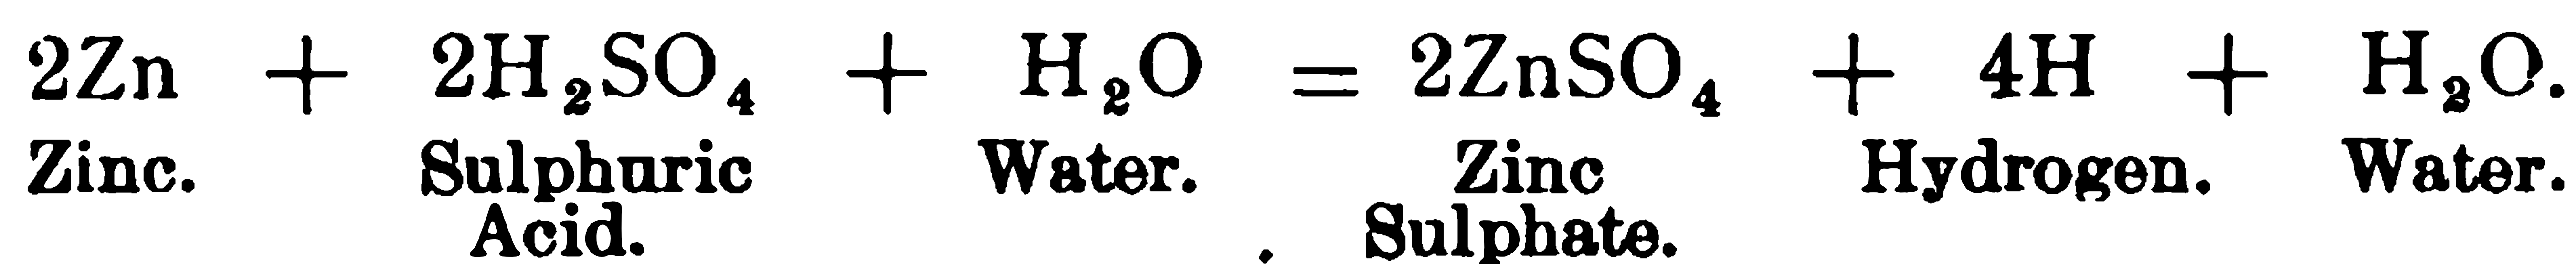 2Zn + 2H₂SO₄ + H₂O = 2ZnSO₄ + 4H + H₂O.
Zinc. Sulphuric Water. Zinc Hydrogen. Water.
Acid. . Sulphate.